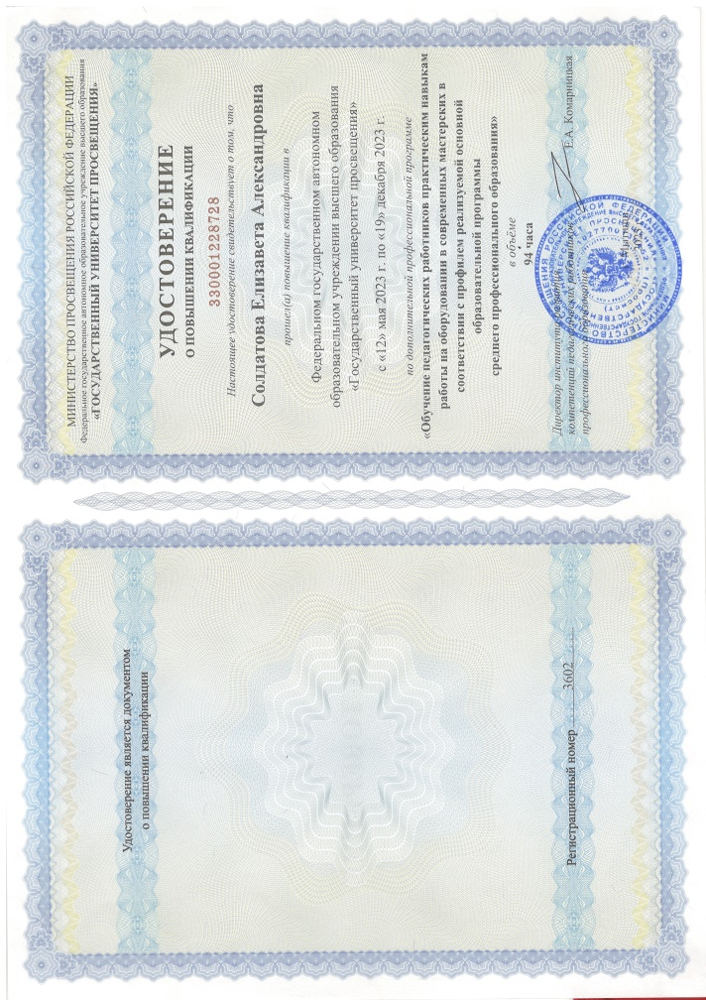 Удостоверение является документом
о повышении квалификации
Регистрационный номер 3602
МИНИСТЕРСТВО ПРОСВЕЩЕНИЯ РОССИЙСКОЙ ФЕДЕРАЦИИ
Федеральное государственное автономное образовательное учреждение высшего образования
«ГОСУДАРСТВЕННЫЙ УНИВЕРСИТЕТ ПРОСВЕЩЕНИЯ»
УДОСТОВЕРЕНИЕ
О ПОВЫШЕНИИ КВАЛИФИКАЦИИ
330001228728
Настоящее удостоверение свидетельствует о том, что
Солдатова Елизавета Александровна
прошел(а) повышение квалификации в
Федеральном государственном автономном
образовательном учреждении высшего образования
«Государственный университет просвещения»
с «12» мая 2023 г. по «19» декабря 2023 г.
по дополнительной профессиональной программе
«Обучение педагогических работников практическим навыкам
работы на оборудовании в современных мастерских в
соответствии с профилем реализуемой основной
образовательной программы
среднего профессионального образования»
в объёме
94 часа
Директор института
компетенций
профессионального
Е.А. Комарницкая